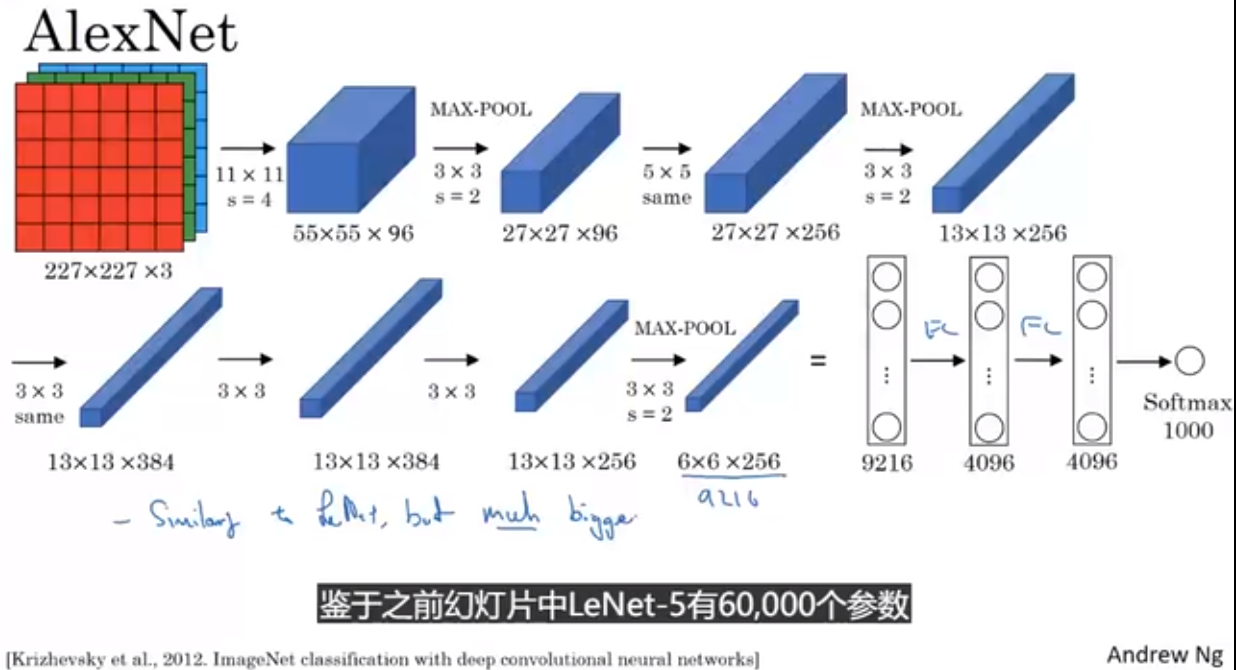 AlexNet
MAX-POOL
MAX-POOL
11 × 11
s = 4
3 × 3
s = 2
5 × 5
same
3 × 3
s = 2
227×227 ×3
55×55 × 96
27×27 ×96
27×27 ×256
13×13 ×256
MAX-POOL
FC
FC
=
3 × 3
same
3 × 3
3 × 3
3 × 3
s = 2
⋮
⋮
⋮
Softmax
1000
13×13 ×384
13×13 ×384
13×13 ×256
6×6 ×256
9216
4096
4096
9216
- Similar to LeNet, but much bigger
鉴于之前幻灯片中LeNet-5有60,000个参数
[Krizhevsky et al., 2012. ImageNet classification with deep convolutional neural networks]
Andrew Ng